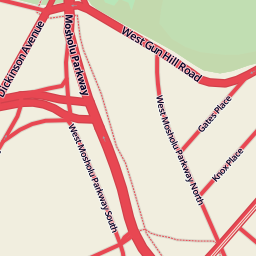 West Gun Hill Road
Dickinson Avenue
Mosholu Parkway
Gates Place
Knox Place
West Mosholu Parkway North
West Mosholu Parkway South